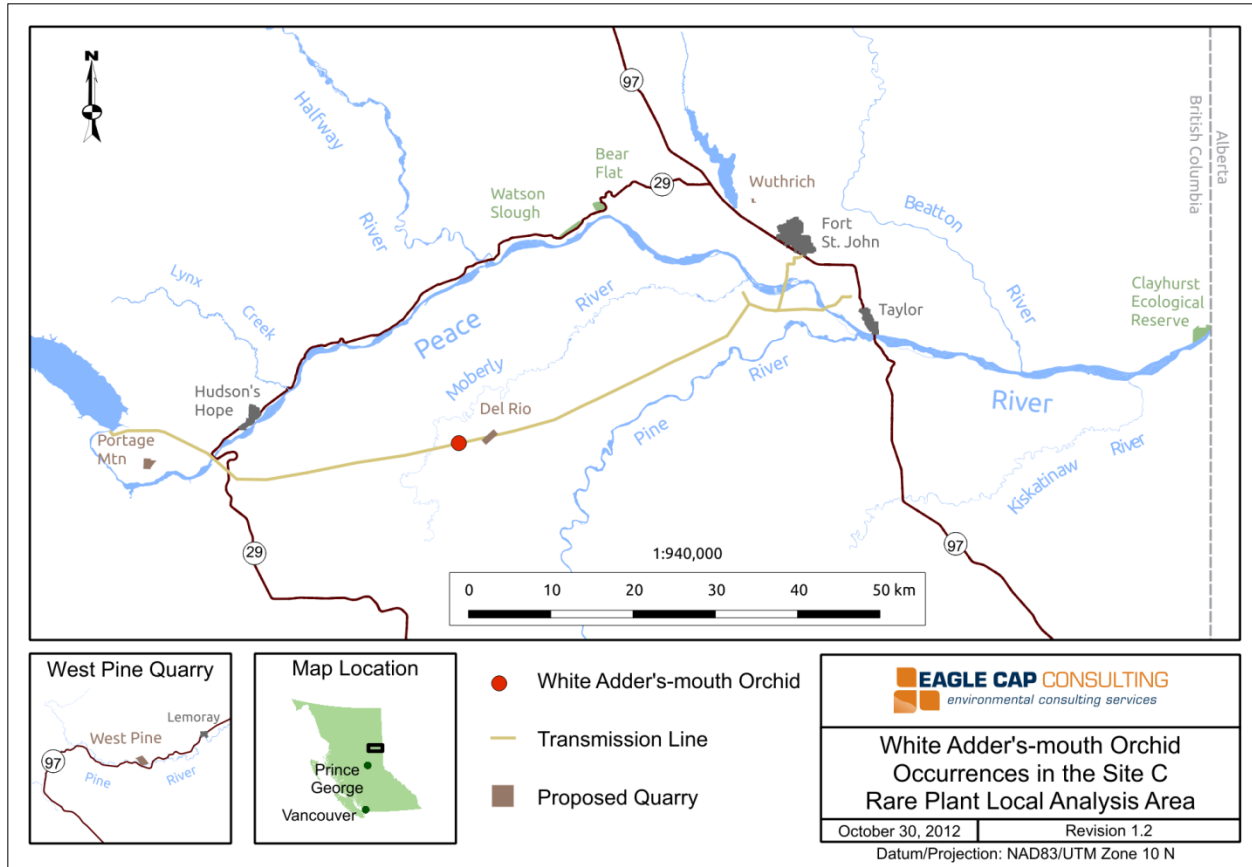 N
97
Halfway
River
Bear
Flat
29
Wuthrich
Watson
Slough
Fort
St. John
Beatton
River
British Columbia
Alberta
Lynx
Creek
River
Clayhurst
Ecological
Reserve
Peace
Taylor
Moberly
River
River
Hudson's
Hope
Del Rio
Pine
Portage
Mtn
Kiskatinaw
River
29
97
1:940,000
0 10 20 30 40 50 km
West Pine Quarry
Lemoray
West Pine
97
Pine
River
Map Location
Prince
George
Vancouver
White Adder's-mouth Orchid
Transmission Line
Proposed Quarry
EAGLE CAP CONSULTING
environmental consulting services
White Adder's-mouth Orchid
Occurrences in the Site C
Rare Plant Local Analysis Area
October 30, 2012
Revision 1.2
Datum/Projection: NAD83/UTM Zone 10 N